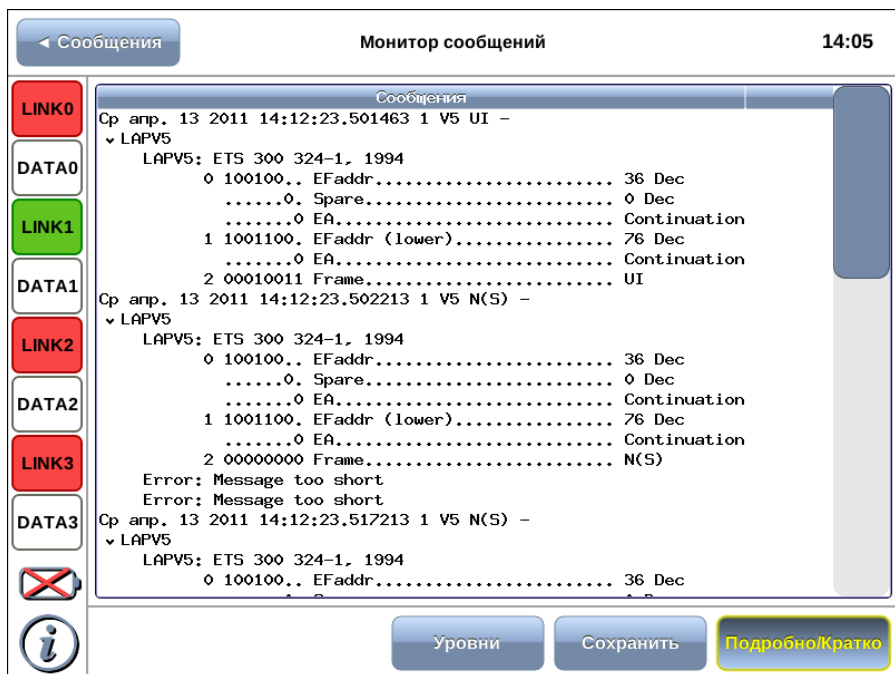 ◄ Сообщения
Монитор сообщений
14:05
LINK0
DATA0
LINK1
DATA1
LINK2
DATA2
LINK3
DATA3
Сообщения
Ср апр. 13 2011 14:12:23.501463 1 V5 UI –
LAPV5
LAPV5: ETS 300 324-1, 1994
0 100100.. EFaddr........................ 36 Dec
......0. Spare........................ 0 Dec
.......0 EA........................... Continuation
1 1001100. EFaddr (lower)................ 76 Dec
.......0 EA........................... Continuation
2 00010011 Frame........................ UI
Ср апр. 13 2011 14:12:23.502213 1 V5 N(S) –
LAPV5
LAPV5: ETS 300 324-1, 1994
0 100100.. EFaddr........................ 36 Dec
......0. Spare........................ 0 Dec
.......0 EA........................... Continuation
1 1001100. EFaddr (lower)................ 76 Dec
.......0 EA........................... Continuation
2 00000000 Frame........................ N(S)
Error: Message too short
Error: Message too short
Ср апр. 13 2011 14:12:23.517213 1 V5 N(S) –
LAPV5
LAPV5: ETS 300 324-1, 1994
0 100100.. EFaddr........................ 36 Dec
i
Уровни
Сохранить
Подробно/Кратко